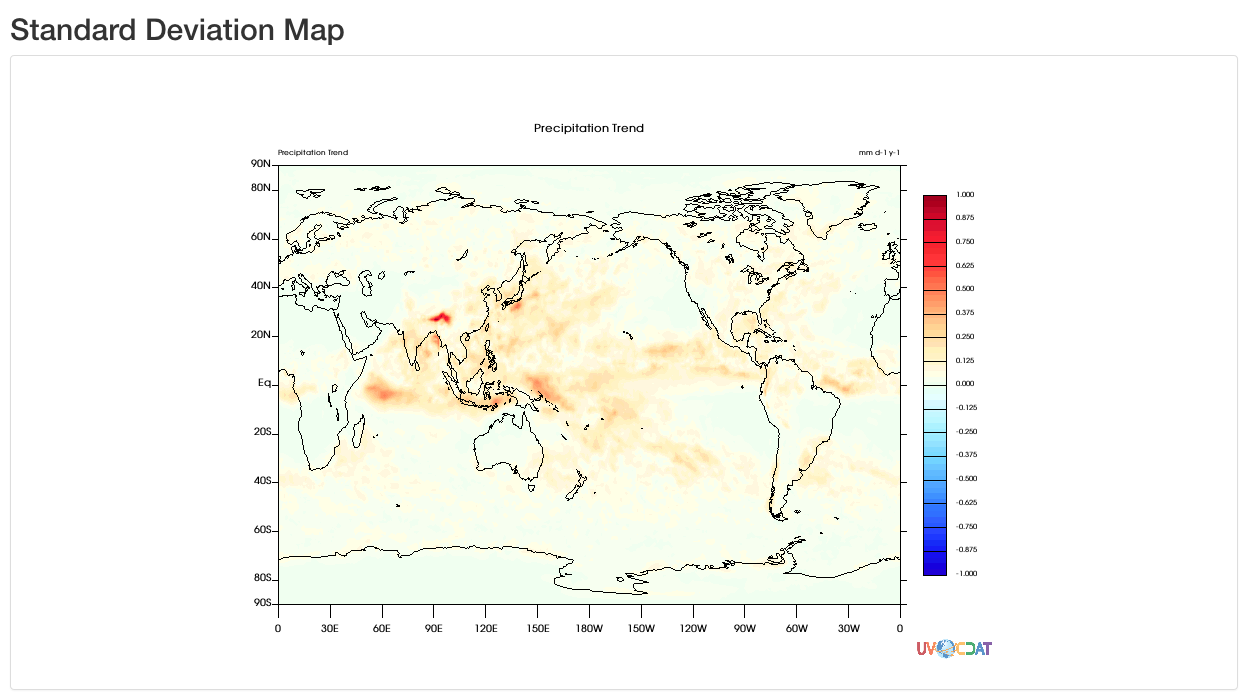 Standard Deviation Map
Precipitation Trend
Precipitation Trend
mm d-1 y-1
90N
80N
60N
40N
20N
Eq
20S
40S
60S
80S
90S
0 30E 60E 90E 120E 150E 180W 150W 120W 90W 60W 30W 0
1.000
0.875
0.750
0.625
0.500
0.375
0.250
0.125
0.000
-0.125
-0.250
-0.375
-0.500
-0.625
-0.750
-0.875
-1.000
UV CDAT